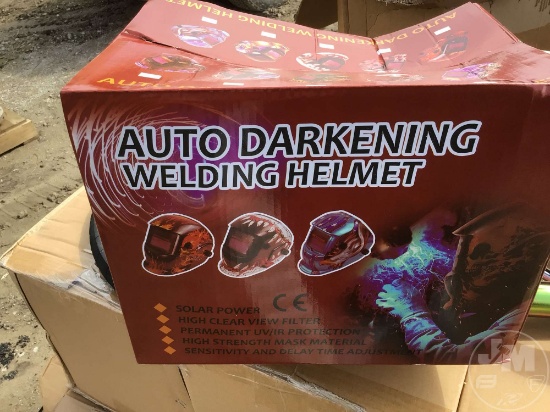 AUTO DARKENING WELDING HELMET
AUTO DARKENING
WELDING HELMET
SOLAR POWER
CE
HIGH CLEAR VIEW FILTER
PERMANENT UV/IR PROTECTION
HIGH STRENGTH MASK MATERIAL
SENSITIVITY AND DELAY TIME ADJUSTMENT
J&M